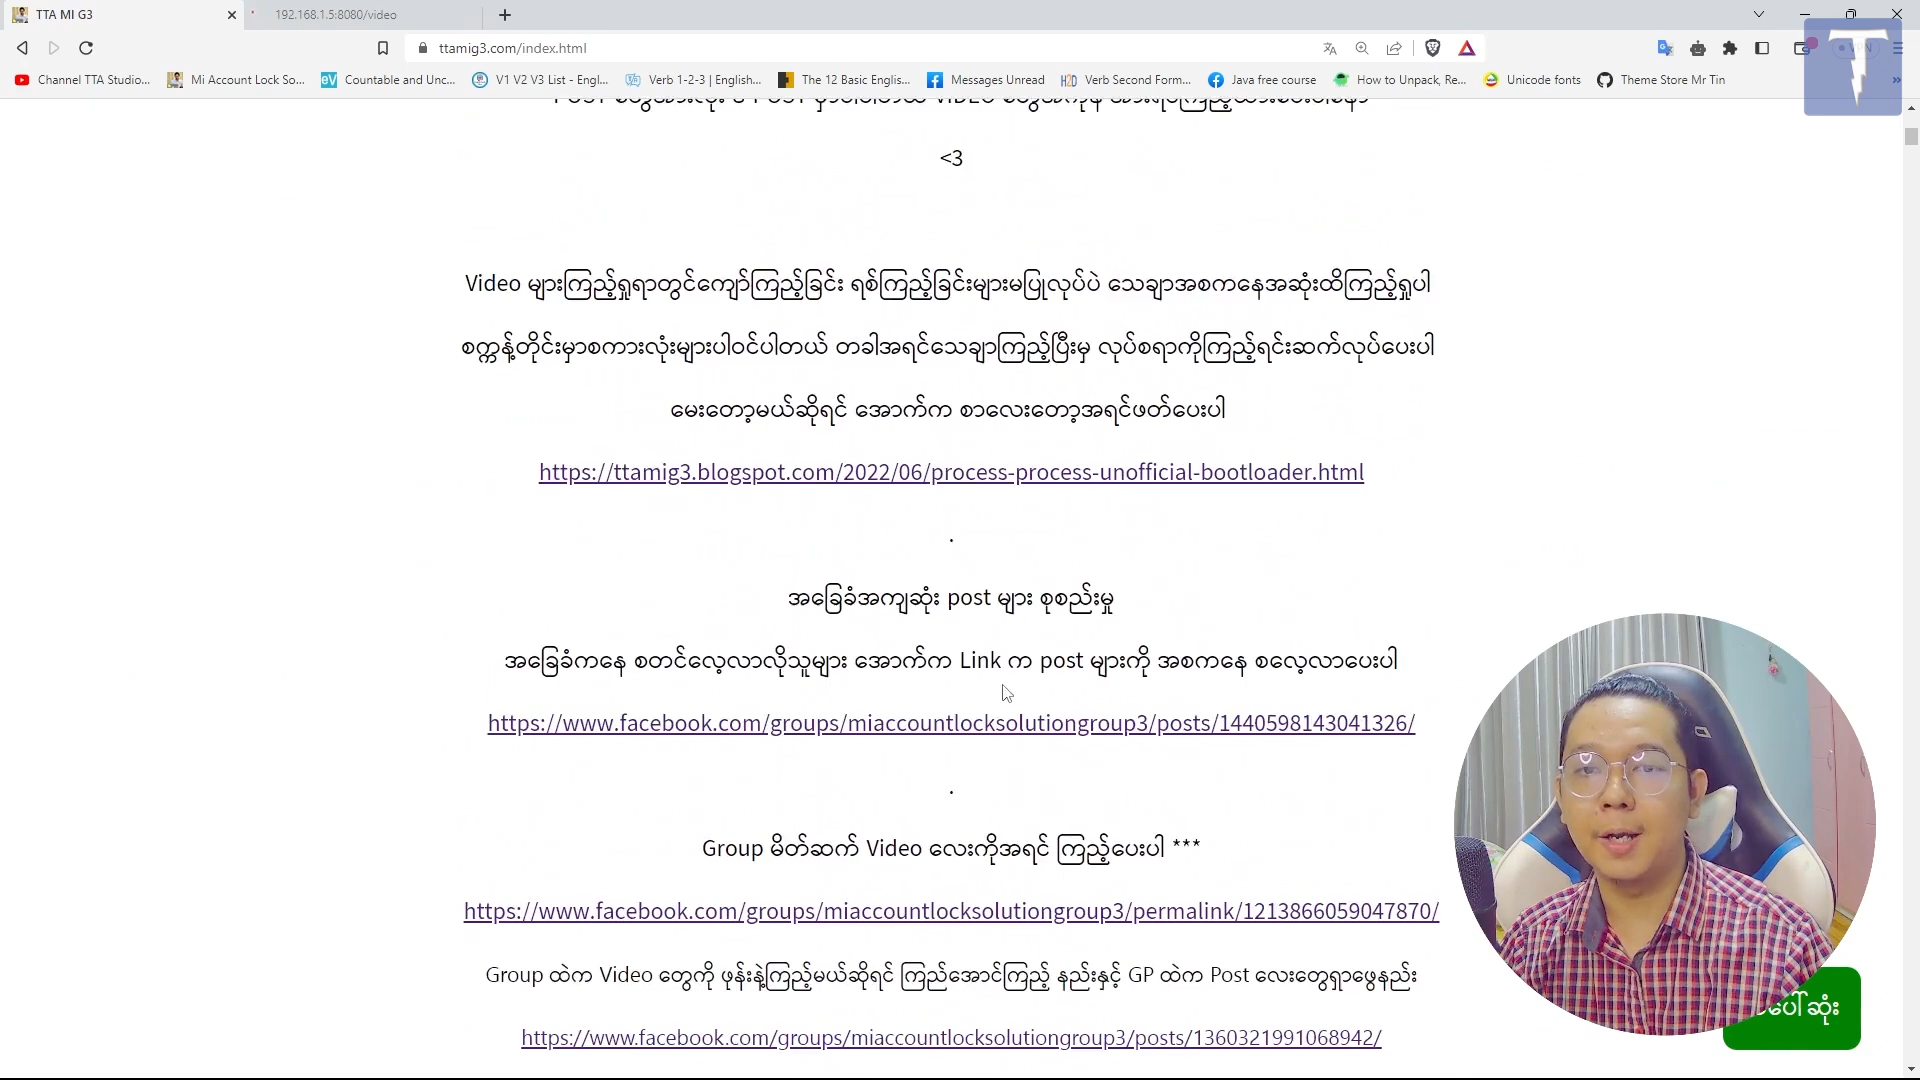 TTA MI G3
192.168.1.5:8080/video
ttamig3.com/index.html
VPN
Channel TTA Studio...
Mi Account Lock So...
Countable and Unc...
V1 V2 V3 List - Engl...
Verb 1-2-3 | English...
The 12 Basic Englis...
Messages Unread
Verb Second Form...
Java free course
How to Unpack, Re...
Unicode fonts
Theme Store Mr Tin
<3
Video များကြည့်ရှုရာတွင်ကျော်ကြည့်ခြင်း ရစ်ကြည့်ခြင်းများမပြုလုပ်ပဲ သေချာအစကနေအဆုံးထိကြည့်ရှုပါ
စက္ကန့်တိုင်းမှာစကားလုံးများပါဝင်ပါတယ် တခါအရင်သေချာကြည့်ပြီးမှ လုပ်စရာကိုကြည့်ရင်းဆက်လုပ်ပေးပါ
မေးတော့မယ်ဆိုရင် အောက်က စာလေးတော့အရင်ဖတ်ပေးပါ
https://ttamig3.blogspot.com/2022/06/process-process-unofficial-bootloader.html
.
အခြေခံအကျဆုံး post များ စုစည်းမှု
အခြေခံကနေ စတင်လေ့လာလိုသူများ အောက်က Link က post များကို အစကနေ စလေ့လာပေးပါ
https://www.facebook.com/groups/miaccountlocksolutiongroup3/posts/1440598143041326/
.
Group မိတ်ဆက် Video လေးကိုအရင် ကြည့်ပေးပါ ***
https://www.facebook.com/groups/miaccountlocksolutiongroup3/permalink/1213866059047870/
Group ထဲက Video တွေကို ဖုန်းနဲ့ကြည့်မယ်ဆိုရင် ကြည်အောင်ကြည့် နည်းနှင့် GP ထဲက Post လေးတွေရှာဖွေနည်း
https://www.facebook.com/groups/miaccountlocksolutiongroup3/posts/1360321991068942/